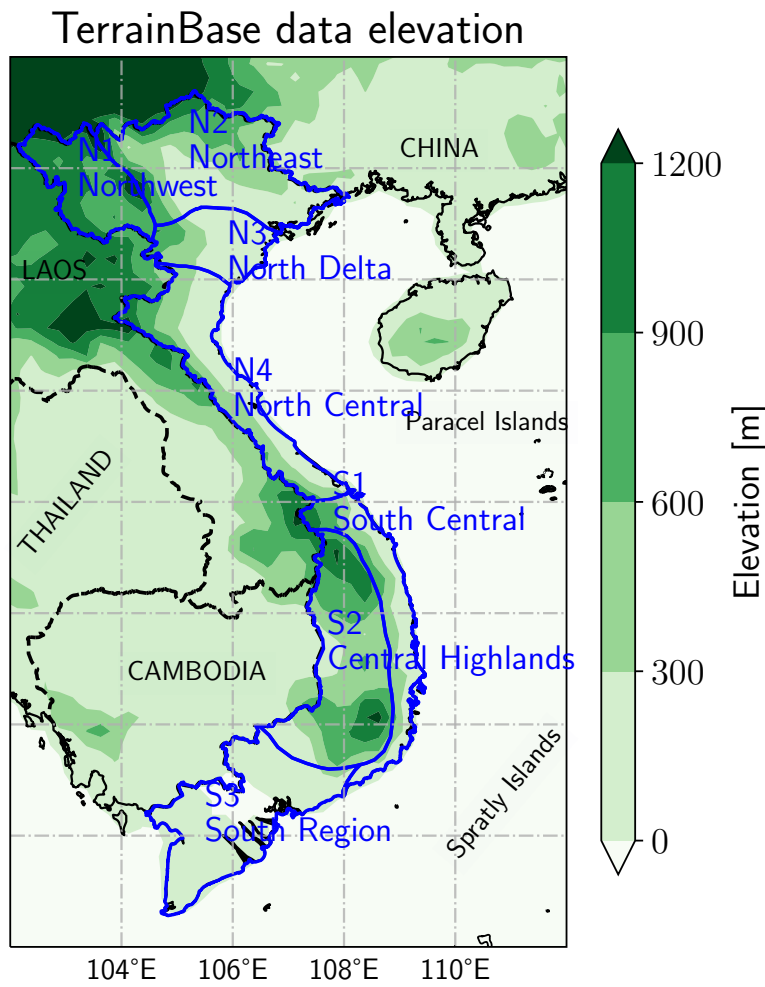 TerrainBase data elevation
N2
Northeast
CHINA
N1
Northwest
N3
North Delta
LAOS
N4
North Central
Paracel Islands
S1
South Central
THAILAND
S2
Central Highlands
CAMBODIA
Spratly Islands
S3
South Region
104°E
106°E
108°E
110°E
1200
900
600
300
0
Elevation [m]